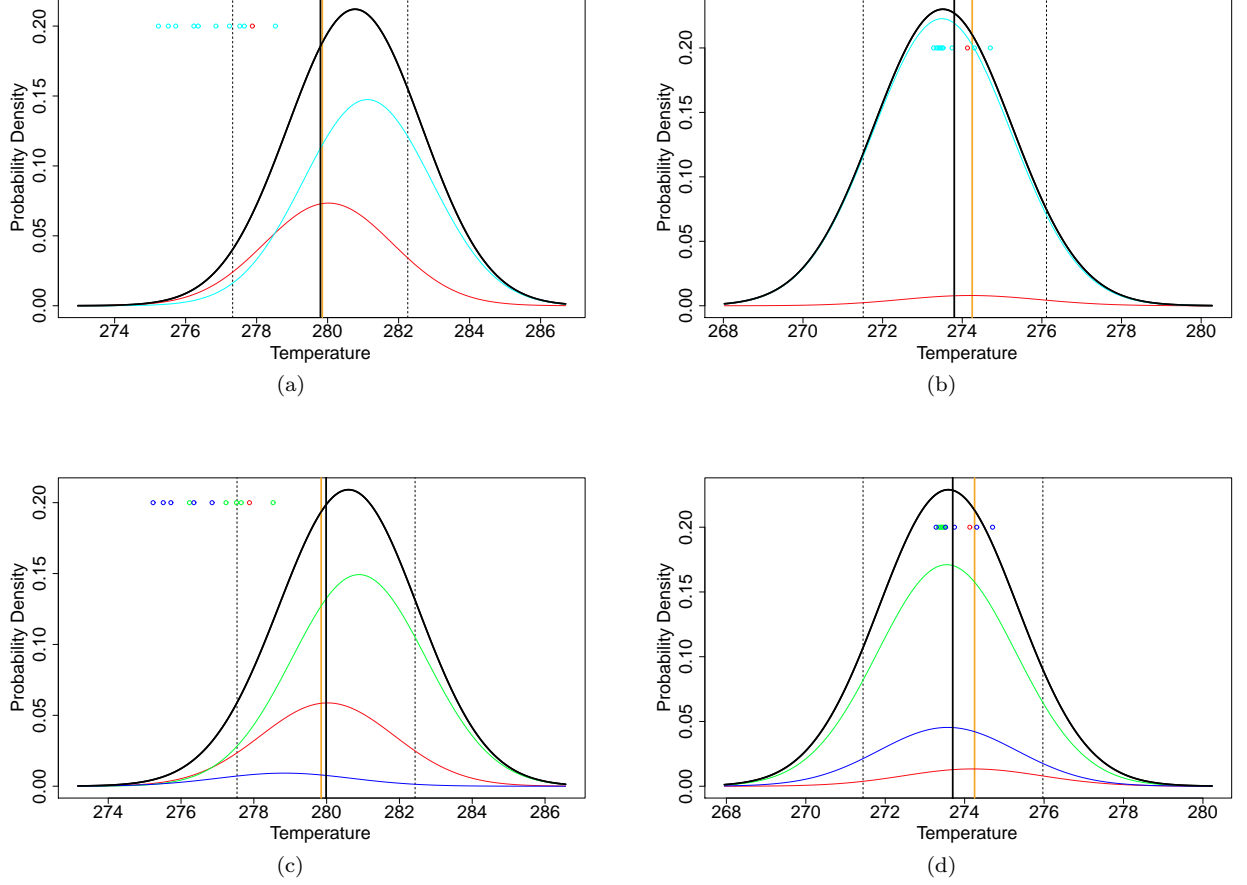 Probability Density
0.00 0.05 0.10 0.15 0.20
274 276 278 280 282 284 286
Temperature
(a)
Probability Density
0.00 0.05 0.10 0.15 0.20
268 270 272 274 276 278 280
Temperature
(b)
Probability Density
0.00 0.05 0.10 0.15 0.20
274 276 278 280 282 284 286
Temperature
(c)
Probability Density
0.00 0.05 0.10 0.15 0.20
268 270 272 274 276 278 280
Temperature
(d)